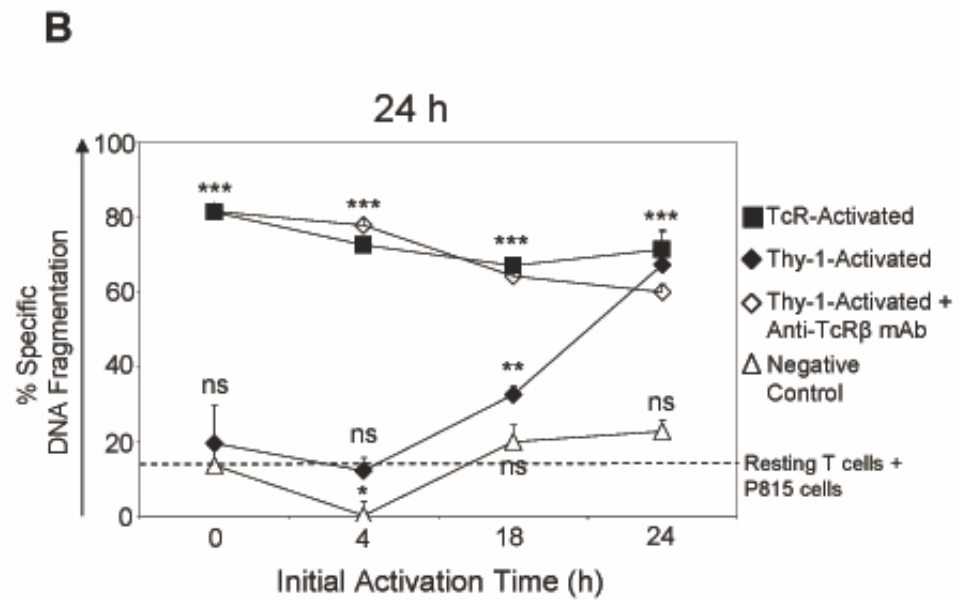 B
24 h
% Specific
DNA Fragmentation
100
80
60
40
20
0
***
***
***
***
ns
ns
**
ns
*
ns
0
4
18
24
Initial Activation Time (h)
TcR-Activated
Thy-1-Activated
Thy-1-Activated +
Anti-TcRβ mAb
Negative
Control
Resting T cells +
P815 cells